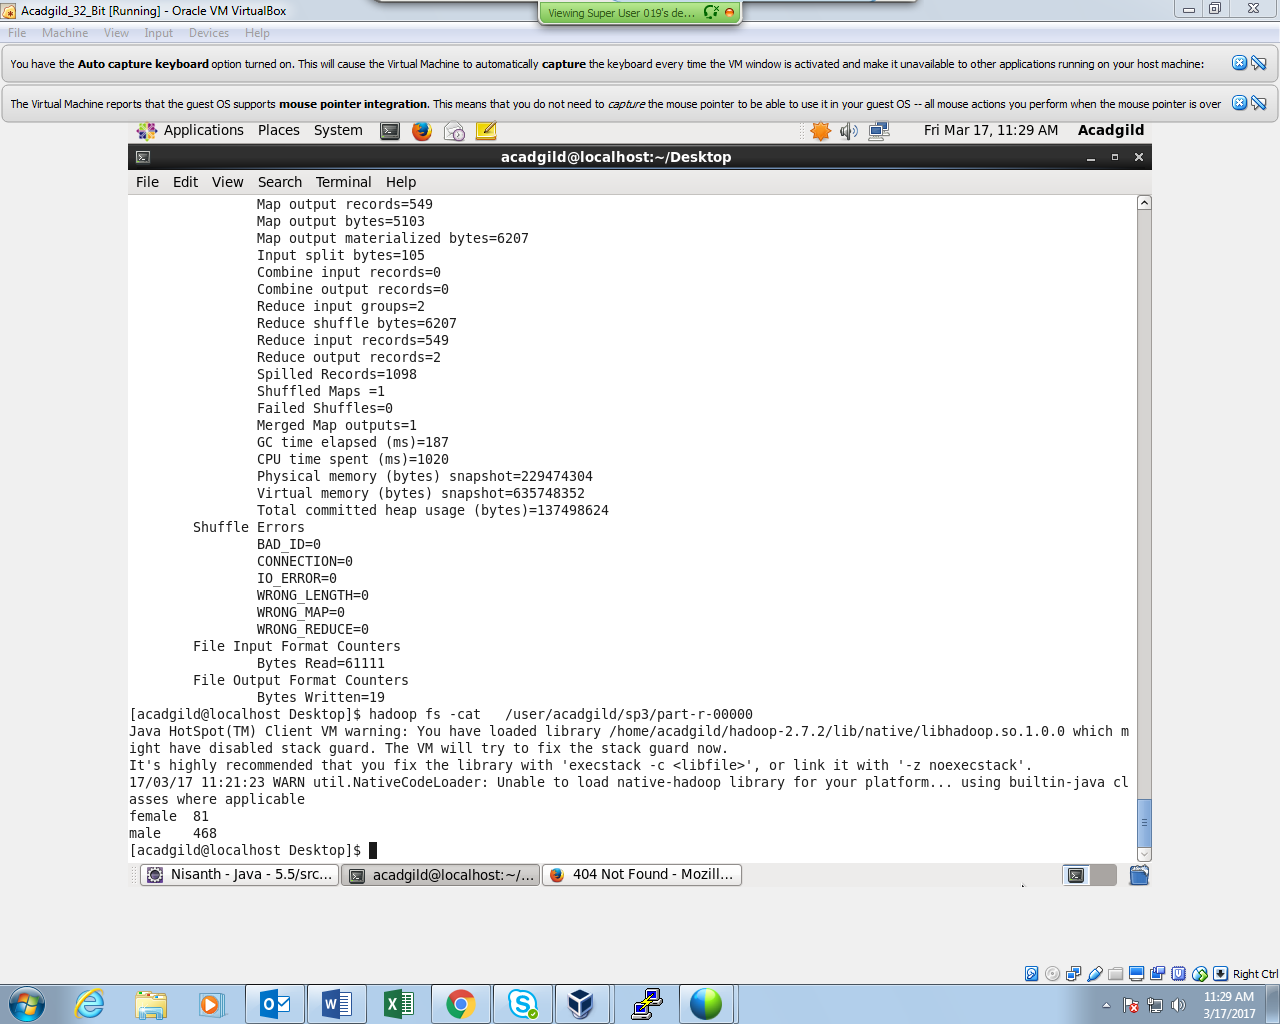 Acadgild_32_Bit [Running] - Oracle VM VirtualBox
Viewing Super User 019's de...
File Machine View Input Devices Help
You have the Auto capture keyboard option turned on. This will cause the Virtual Machine to automatically capture the keyboard every time the VM window is activated and make it unavailable to other applications running on your host machine:
The Virtual Machine reports that the guest OS supports mouse pointer integration. This means that you do not need to capture the mouse pointer to be able to use it in your guest OS -- all mouse actions you perform when the mouse pointer is over
Applications Places System Fri Mar 17, 11:29 AM Acadgild
acadgild@localhost:~/Desktop
File Edit View Search Terminal Help
Map output records=549
Map output bytes=5103
Map output materialized bytes=6207
Input split bytes=105
Combine input records=0
Combine output records=0
Reduce input groups=2
Reduce shuffle bytes=6207
Reduce input records=549
Reduce output records=2
Spilled Records=1098
Shuffled Maps =1
Failed Shuffles=0
Merged Map outputs=1
GC time elapsed (ms)=187
CPU time spent (ms)=1020
Physical memory (bytes) snapshot=229474304
Virtual memory (bytes) snapshot=635748352
Total committed heap usage (bytes)=137498624
Shuffle Errors
BAD_ID=0
CONNECTION=0
IO_ERROR=0
WRONG_LENGTH=0
WRONG_MAP=0
WRONG_REDUCE=0
File Input Format Counters
Bytes Read=61111
File Output Format Counters
Bytes Written=19
[acadgild@localhost Desktop]$ hadoop fs -cat   /user/acadgild/sp3/part-r-00000
Java HotSpot(TM) Client VM warning: You have loaded library /home/acadgild/hadoop-2.7.2/lib/native/libhadoop.so.1.0.0 which m
ight have disabled stack guard. The VM will try to fix the stack guard now.
It's highly recommended that you fix the library with 'execstack -c <libfile>', or link it with '-z noexecstack'.
17/03/17 11:21:23 WARN util.NativeCodeLoader: Unable to load native-hadoop library for your platform... using builtin-java cl
asses where applicable
female  81
male    468
[acadgild@localhost Desktop]$
Nisanth - Java - 5.5/src... acadgild@localhost:~/... 404 Not Found - Mozill...
Right Ctrl
11:29 AM
3/17/2017